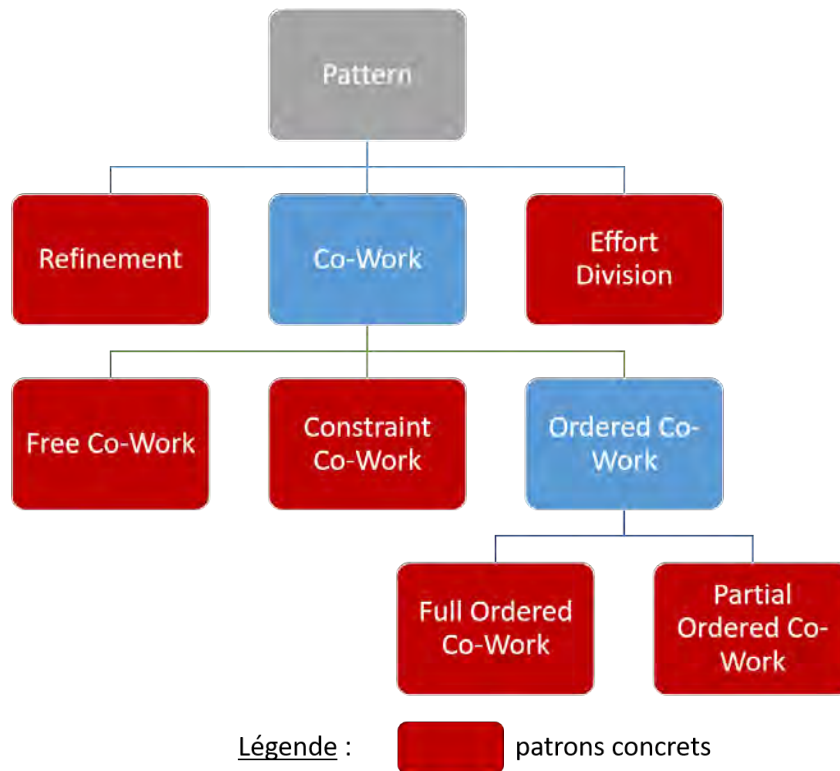 Pattern
Refinement
Co-Work
Effort
Division
Free Co-Work
Constraint
Co-Work
Ordered Co-
Work
Full Ordered
Co-Work
Partial
Ordered Co-
Work
Légende : patrons concrets